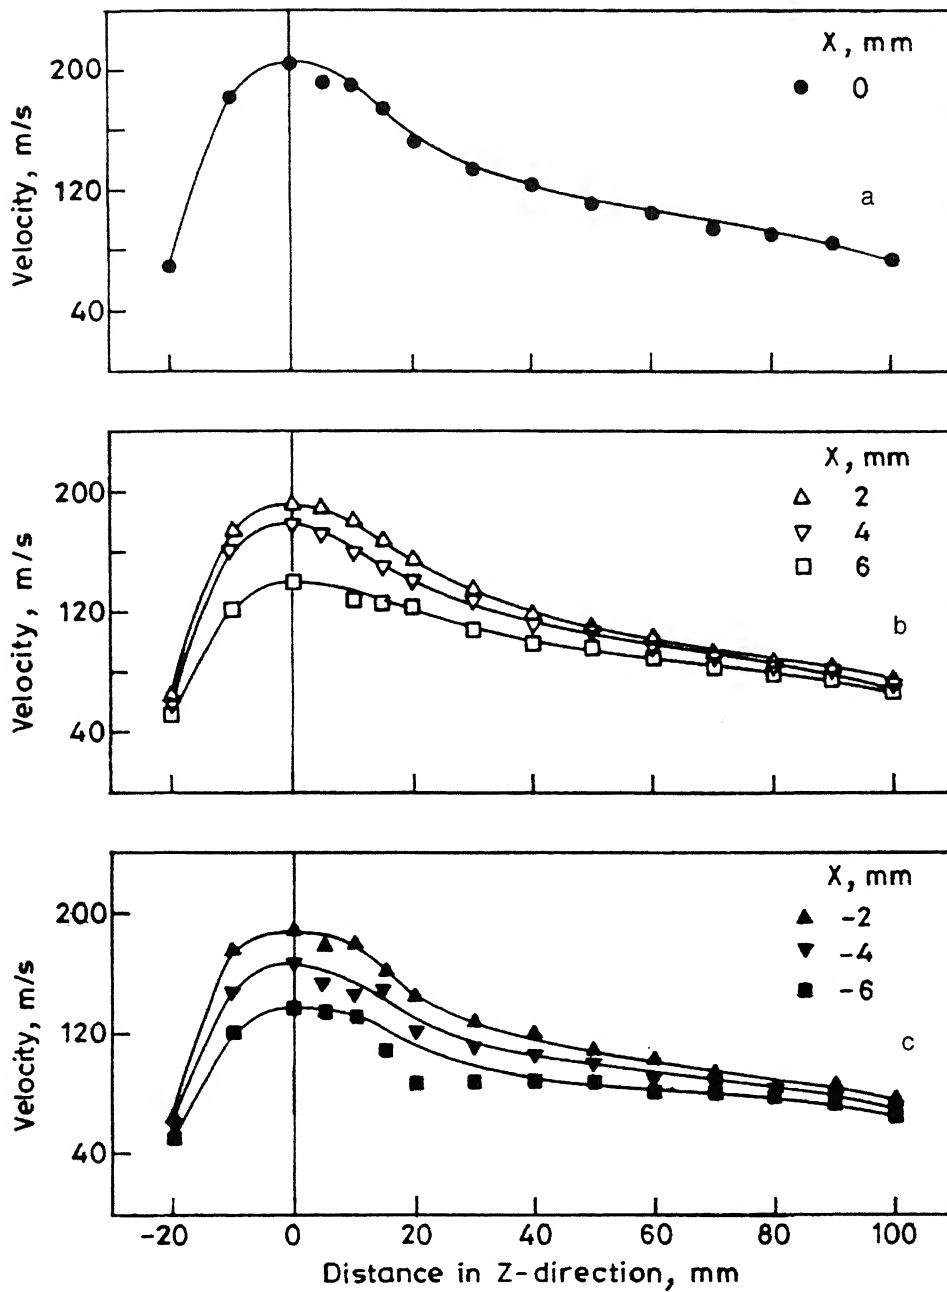 X, mm
● 0
200
120
40
Velocity, m/s
a
X, mm
△ 2
▽ 4
□ 6
200
120
40
Velocity, m/s
b
X, mm
▲ -2
▼ -4
■ -6
200
120
40
Velocity, m/s
c
-20 0 20 40 60 80 100
Distance in Z-direction, mm